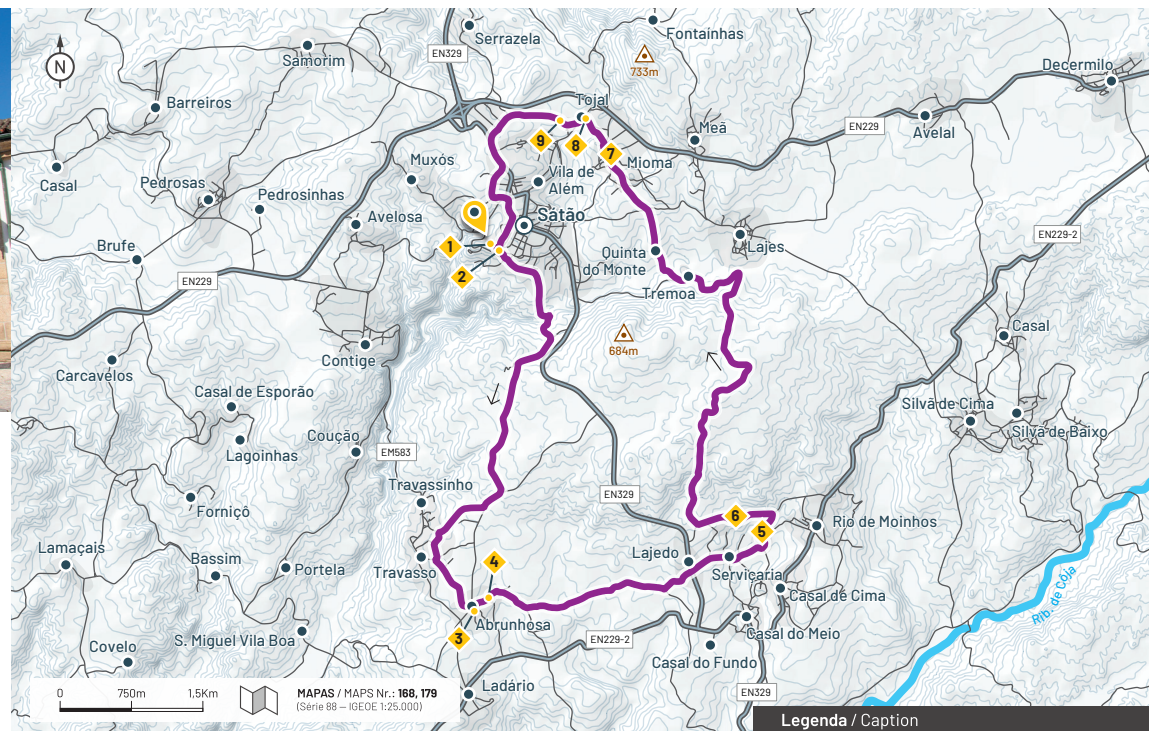 N
EN329
Serrazela
Fontainhas
733m
Samorim
Decermilo
Barreiros
Tojal
EN229
Avelal
Meã
9
8
7
Mioma
Muxós
Vila de
Além
Casal
Pedrosas
Pedrosinhas
Avelosa
Sátão
1
2
Brufe
EN229
EN229-2
Lajes
Quinta
do Monte
Tremoa
684m
Casal
Contige
Carcavelos
Casal de Esporão
Lagoinhas
Coução
EM583
Silvã de Cima
Silvã de Baixo
Travassinho
Forniçô
EN329
6
5
Rio de Moinhos
Lamaçais
Bassim
Portela
Travasso
4
Lajedo
Serviçaria
Casal de Cima
Rib. de Côja
Abrunhosa
3
S. Miguel Vila Boa
Covelo
EN229-2
Casal do Meio
Casal do Fundo
Ladário
EN329
0 750m 1,5Km
MAPAS / MAPS Nr.: 168, 179
(Série 88 — IGEOE 1:25.000)
Legenda / Caption